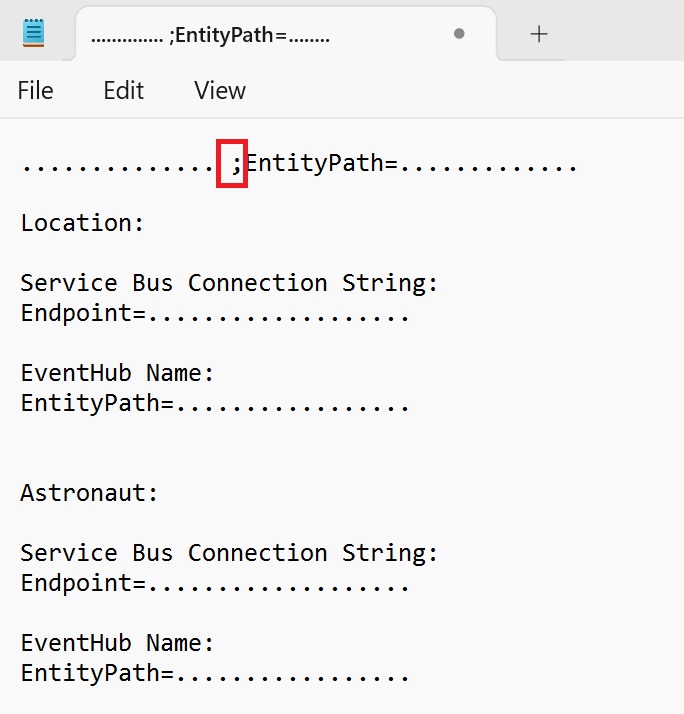 .............. ;EntityPath=........
File Edit View
.............. ;EntityPath=.............
Location:
Service Bus Connection String:
Endpoint=...................
EventHub Name:
EntityPath=.................
Astronaut:
Service Bus Connection String:
Endpoint=...................
EventHub Name:
EntityPath=.................